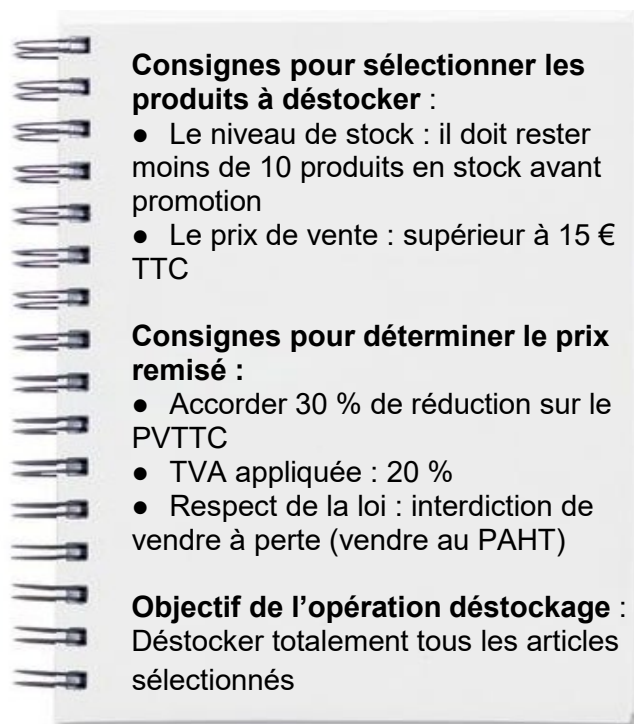 Consignes pour sélectionner les
produits à déstocker :
● Le niveau de stock : il doit rester
moins de 10 produits en stock avant
promotion
● Le prix de vente : supérieur à 15 €
TTC
Consignes pour déterminer le prix
remisé :
● Accorder 30 % de réduction sur le
PVTTC
● TVA appliquée : 20 %
● Respect de la loi : interdiction de
vendre à perte (vendre au PAHT)
Objectif de l’opération déstockage :
Déstocker totalement tous les articles
sélectionnés